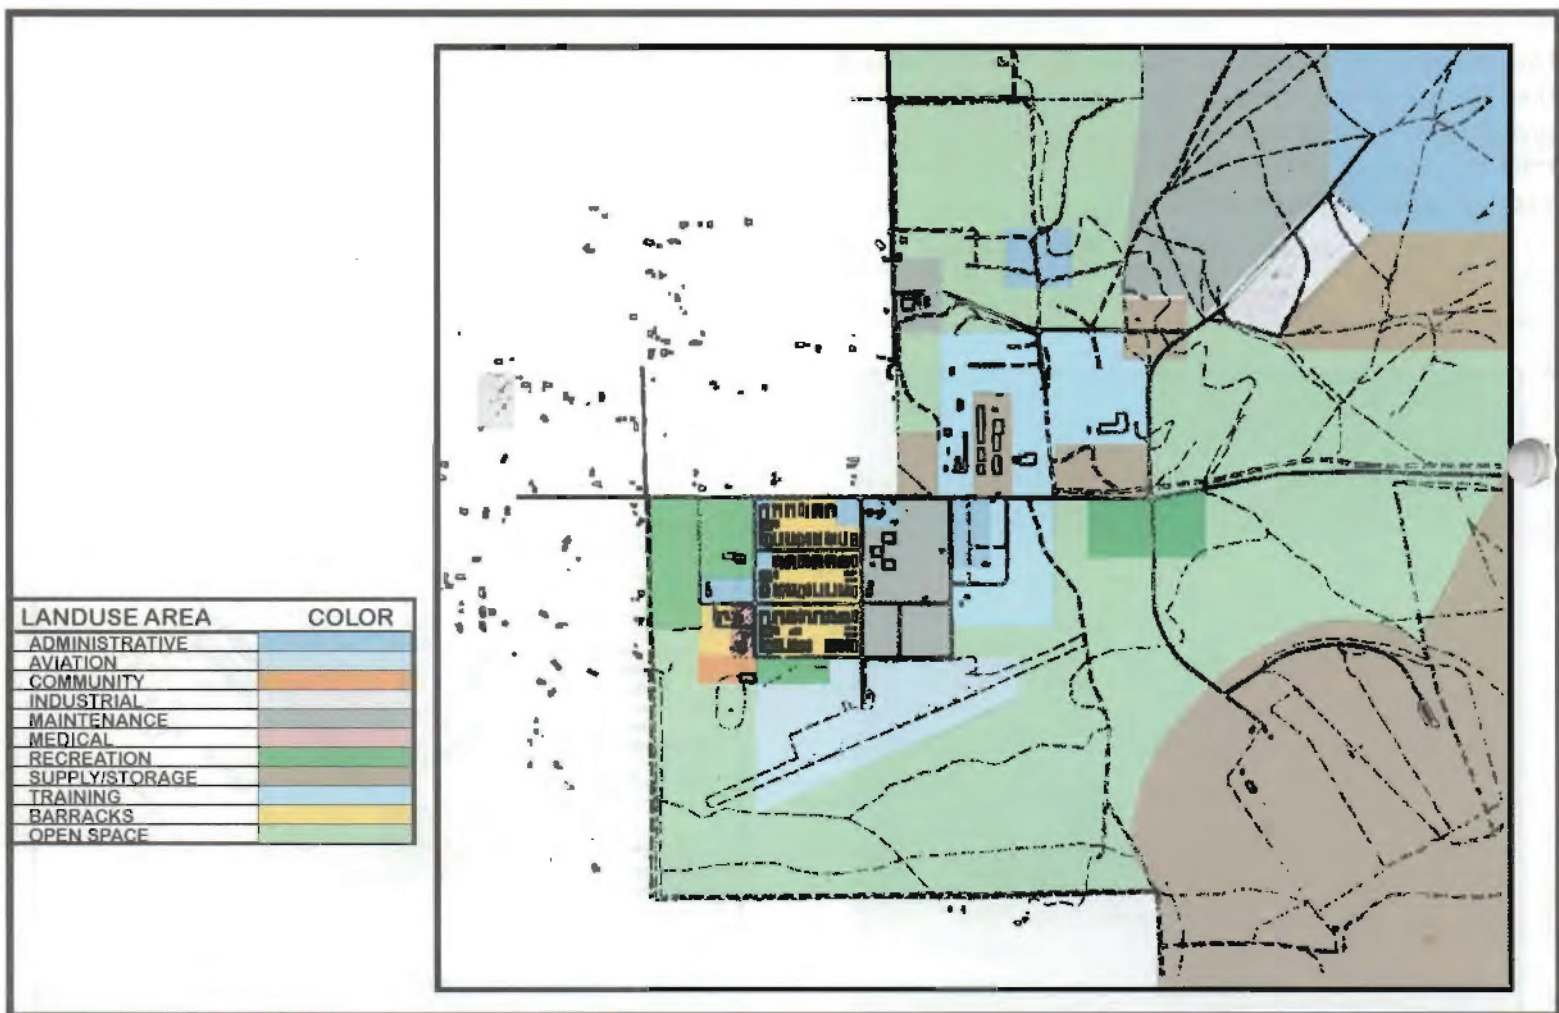 LANDUSE AREA COLOR
ADMINISTRATIVE
AVIATION
COMMUNITY
INDUSTRIAL
MAINTENANCE
MEDICAL
RECREATION
SUPPLY/STORAGE
TRAINING
BARRACKS
OPEN SPACE